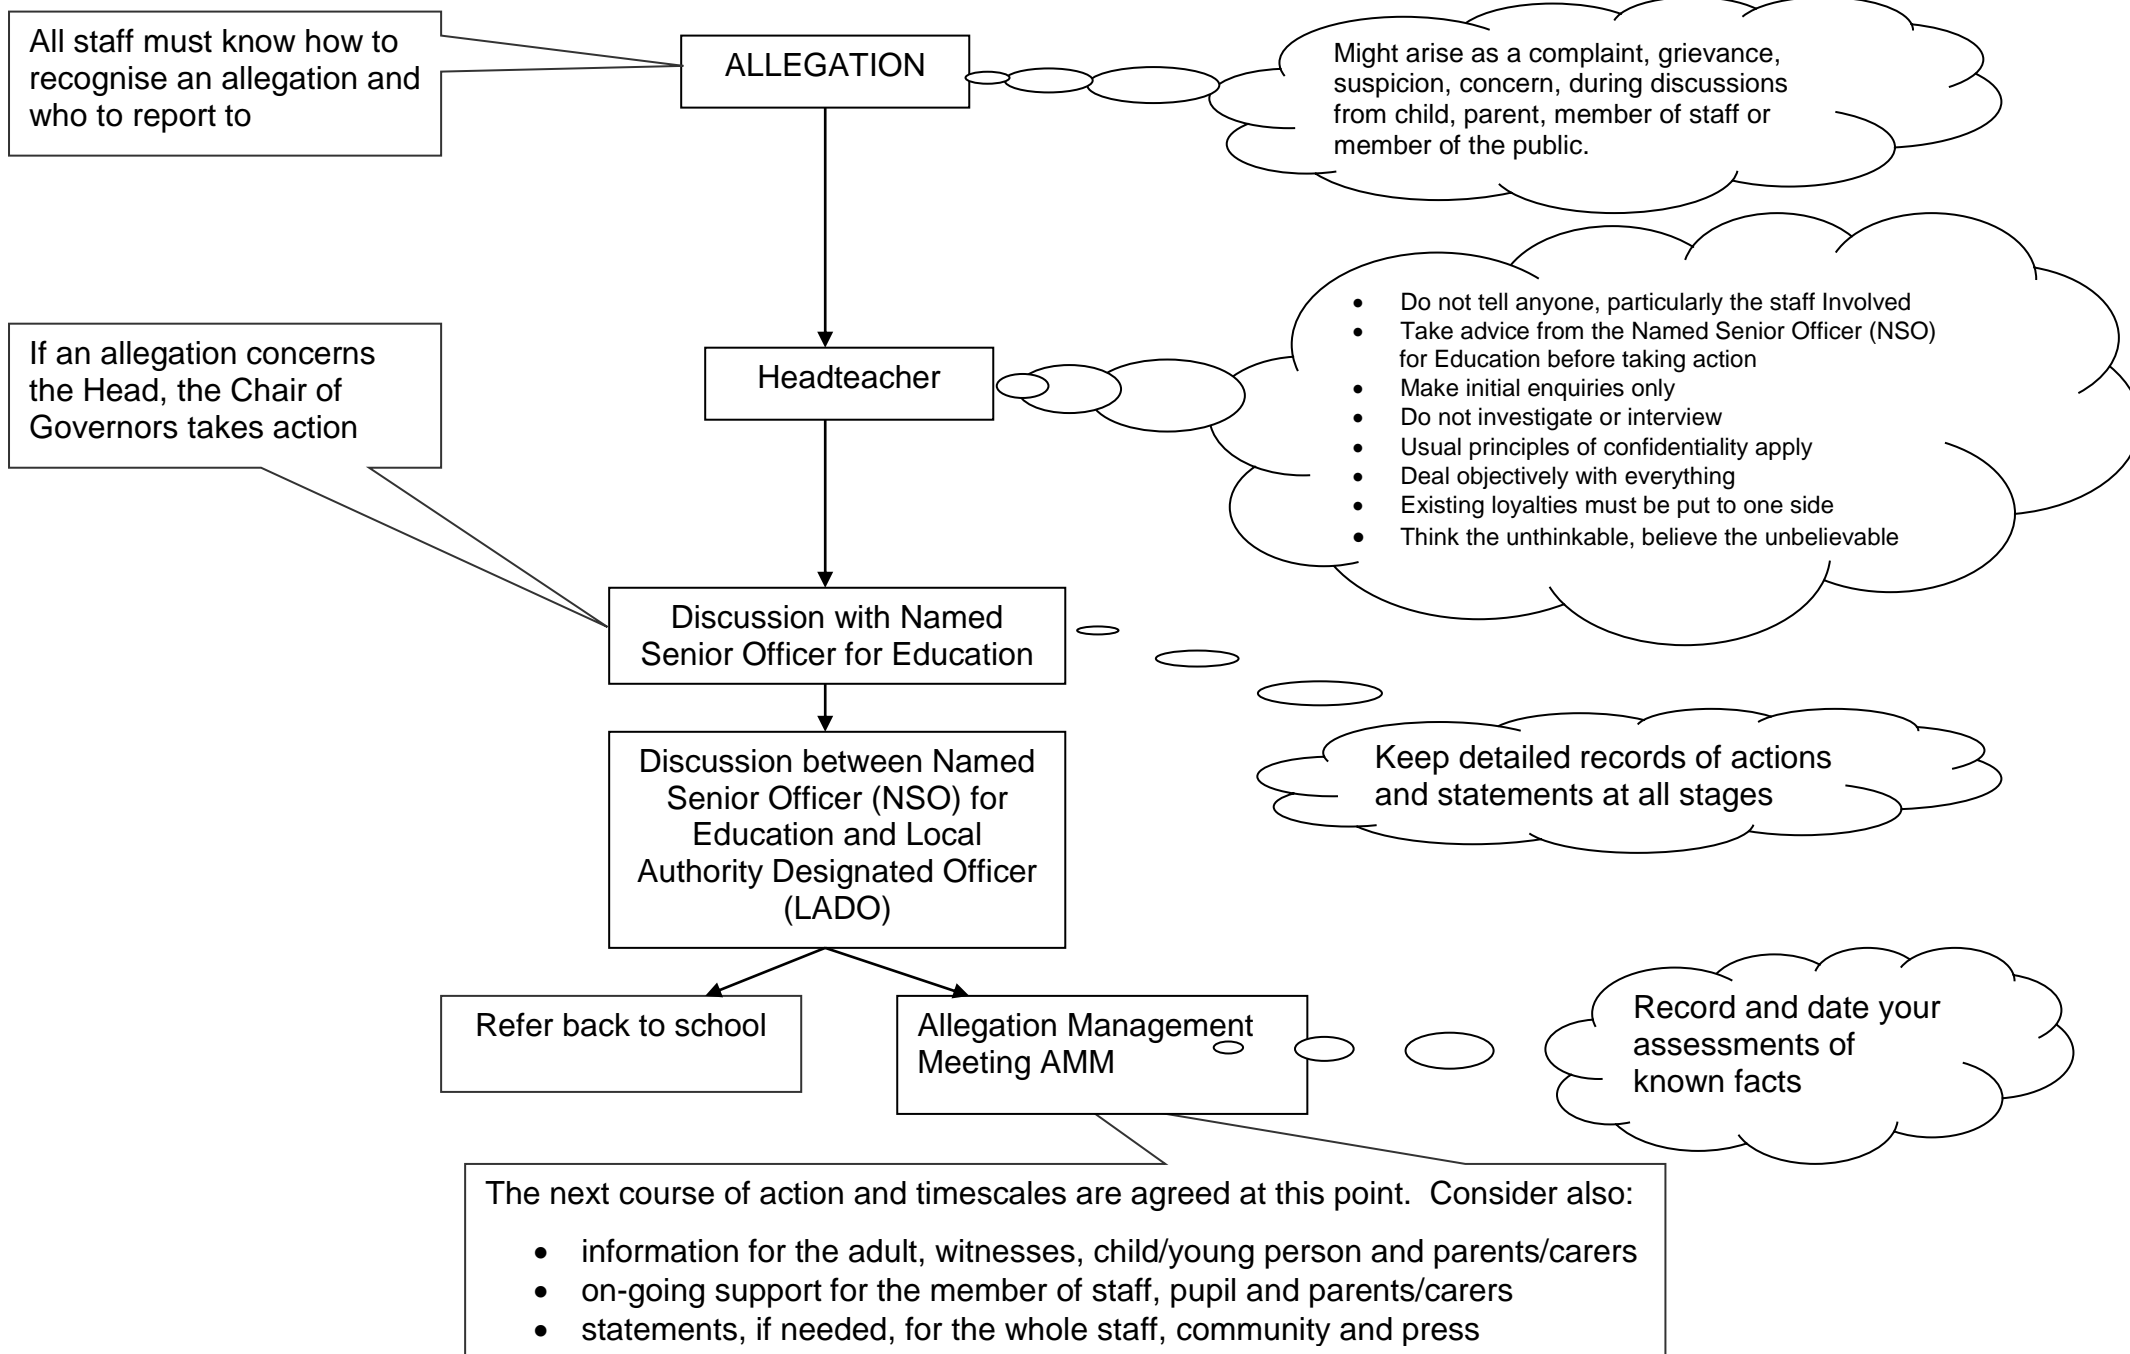 All staff must know how to
recognise an allegation and
who to report to
ALLEGATION
Might arise as a complaint, grievance,
suspicion, concern, during discussions
from child, parent, member of staff or
member of the public.
If an allegation concerns
the Head, the Chair of
Governors takes action
Headteacher
• Do not tell anyone, particularly the staff Involved
• Take advice from the Named Senior Officer (NSO)
for Education before taking action
• Make initial enquiries only
• Do not investigate or interview
• Usual principles of confidentiality apply
• Deal objectively with everything
• Existing loyalties must be put to one side
• Think the unthinkable, believe the unbelievable
Discussion with Named
Senior Officer for Education
Keep detailed records of actions
and statements at all stages
Discussion between Named
Senior Officer (NSO) for
Education and Local
Authority Designated Officer
(LADO)
Refer back to school
Allegation Management
Meeting AMM
Record and date your
assessments of
known facts
The next course of action and timescales are agreed at this point.  Consider also:
• information for the adult, witnesses, child/young person and parents/carers
• on-going support for the member of staff, pupil and parents/carers
• statements, if needed, for the whole staff, community and press